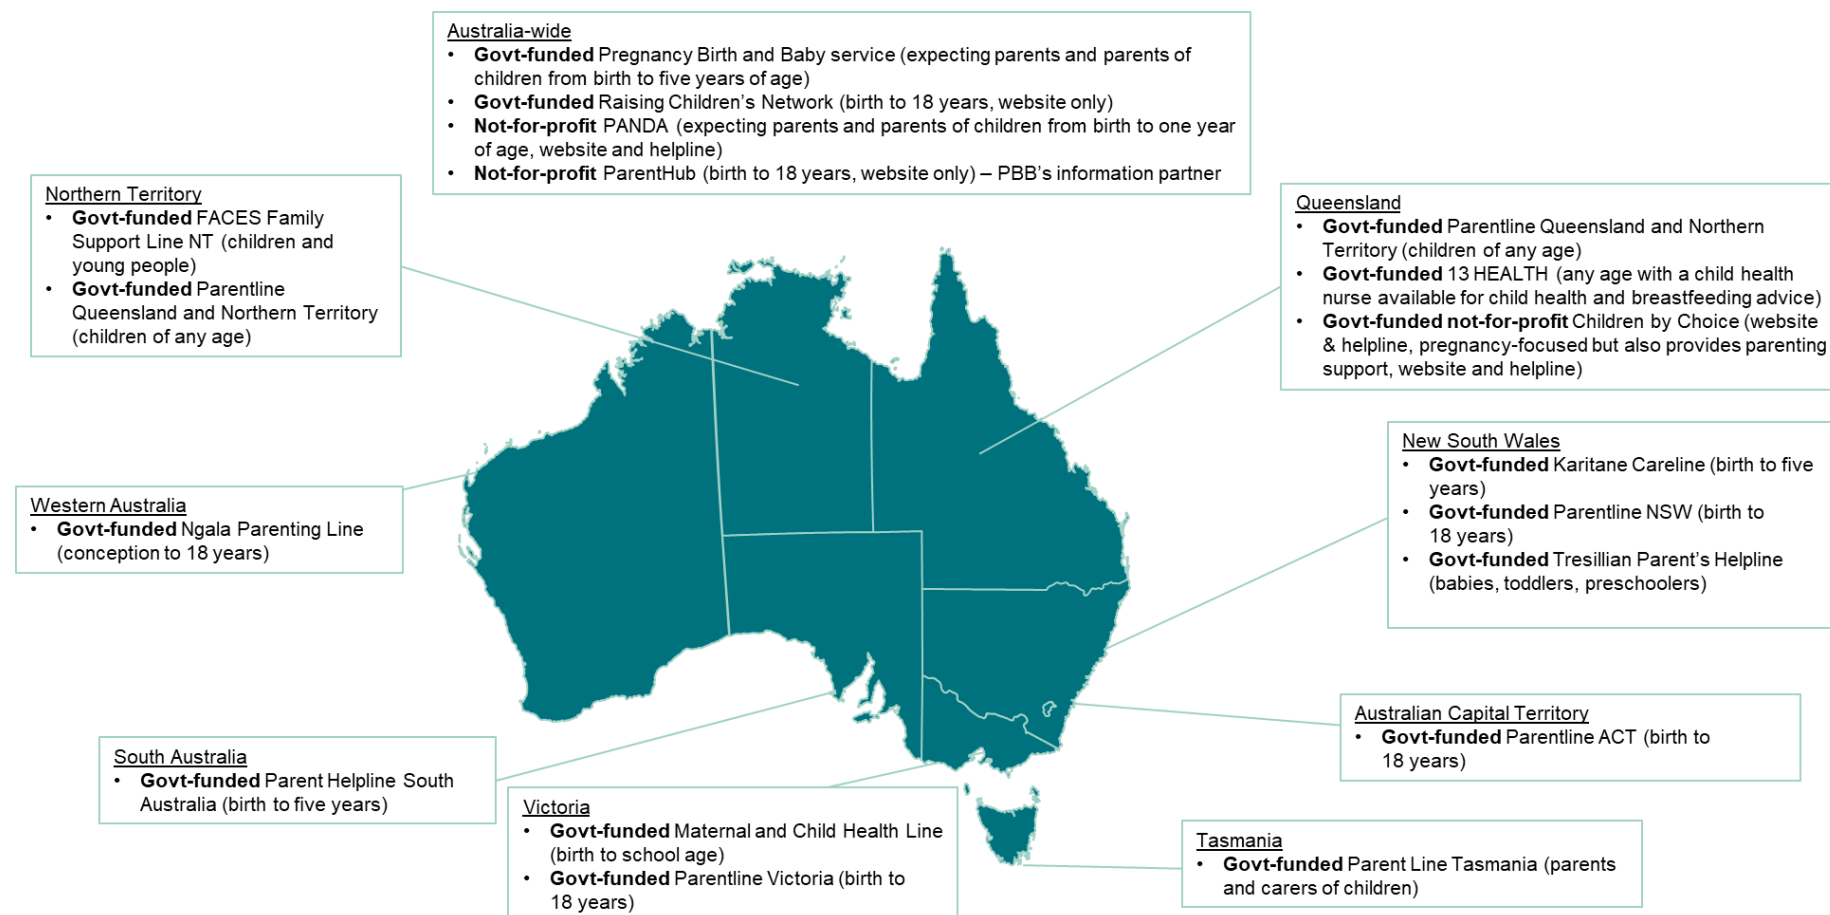 Australia-wide
• Govt-funded Pregnancy Birth and Baby service (expecting parents and parents of
children from birth to five years of age)
• Govt-funded Raising Children’s Network (birth to 18 years, website only)
• Not-for-profit PANDA (expecting parents and parents of children from birth to one year
of age, website and helpline)
• Not-for-profit ParentHub (birth to 18 years, website only) – PBB’s information partner
Northern Territory
• Govt-funded FACES Family
Support Line NT (children and
young people)
• Govt-funded Parentline
Queensland and Northern Territory
(children of any age)
Queensland
• Govt-funded Parentline Queensland and Northern
Territory (children of any age)
• Govt-funded 13 HEALTH (any age with a child health
nurse available for child health and breastfeeding advice)
• Govt-funded not-for-profit Children by Choice (website
& helpline, pregnancy-focused but also provides parenting
support, website and helpline)
New South Wales
• Govt-funded Karitane Careline (birth to five
years)
• Govt-funded Parentline NSW (birth to
18 years)
• Govt-funded Tresillian Parent’s Helpline
(babies, toddlers, preschoolers)
Western Australia
• Govt-funded Ngala Parenting Line
(conception to 18 years)
Australian Capital Territory
• Govt-funded Parentline ACT (birth to
18 years)
South Australia
• Govt-funded Parent Helpline South
Australia (birth to five years)
Victoria
• Govt-funded Maternal and Child Health Line
(birth to school age)
• Govt-funded Parentline Victoria (birth to
18 years)
Tasmania
• Govt-funded Parent Line Tasmania (parents
and carers of children)